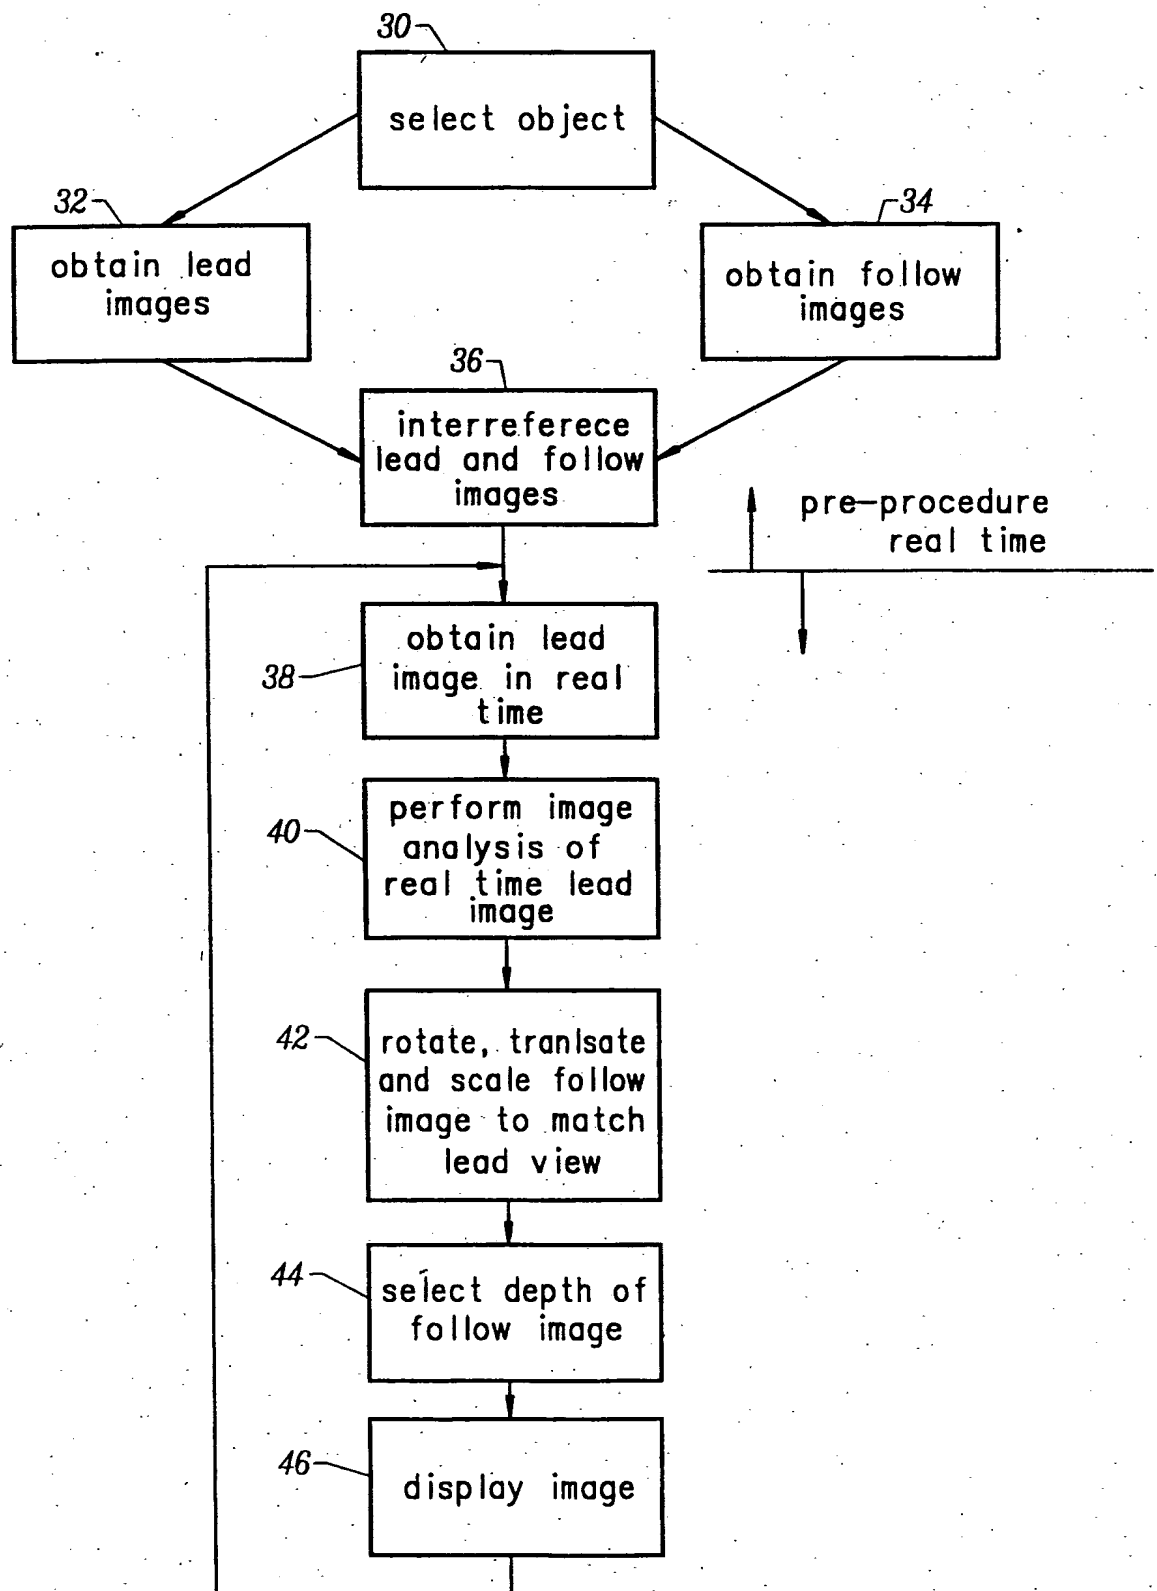 30
select object
32
obtain lead
images
34
obtain follow
images
36
interreferece
lead and follow
images
pre-procedure
real time
38
obtain lead
image in real
time
40
perform image
analysis of
real time lead
image
42
rotate, tranlsate
and scale follow
image to match
lead view
44
select depth of
follow image
46
display image